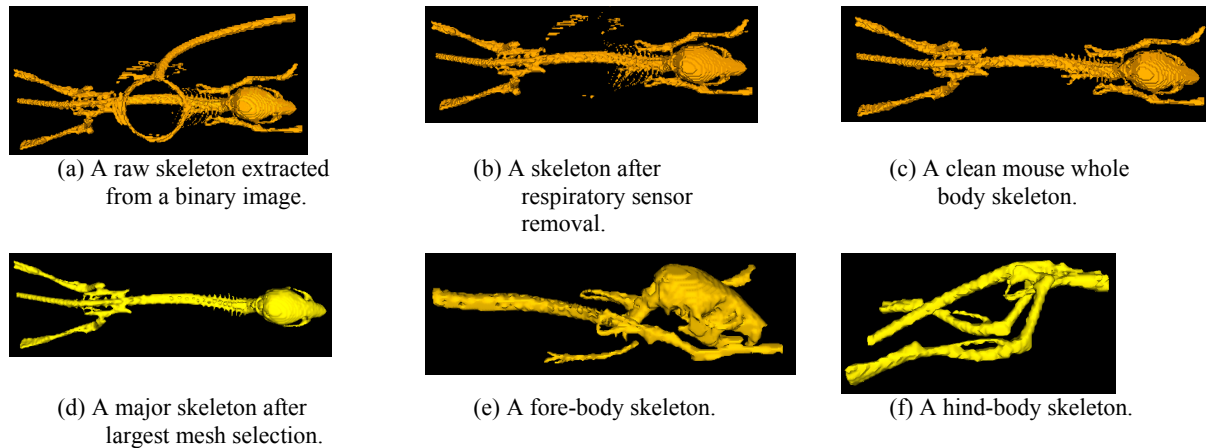 (a) A raw skeleton extracted
from a binary image.
(b) A skeleton after
respiratory sensor
removal.
(c) A clean mouse whole
body skeleton.
(d) A major skeleton after
largest mesh selection.
(e) A fore-body skeleton.
(f) A hind-body skeleton.